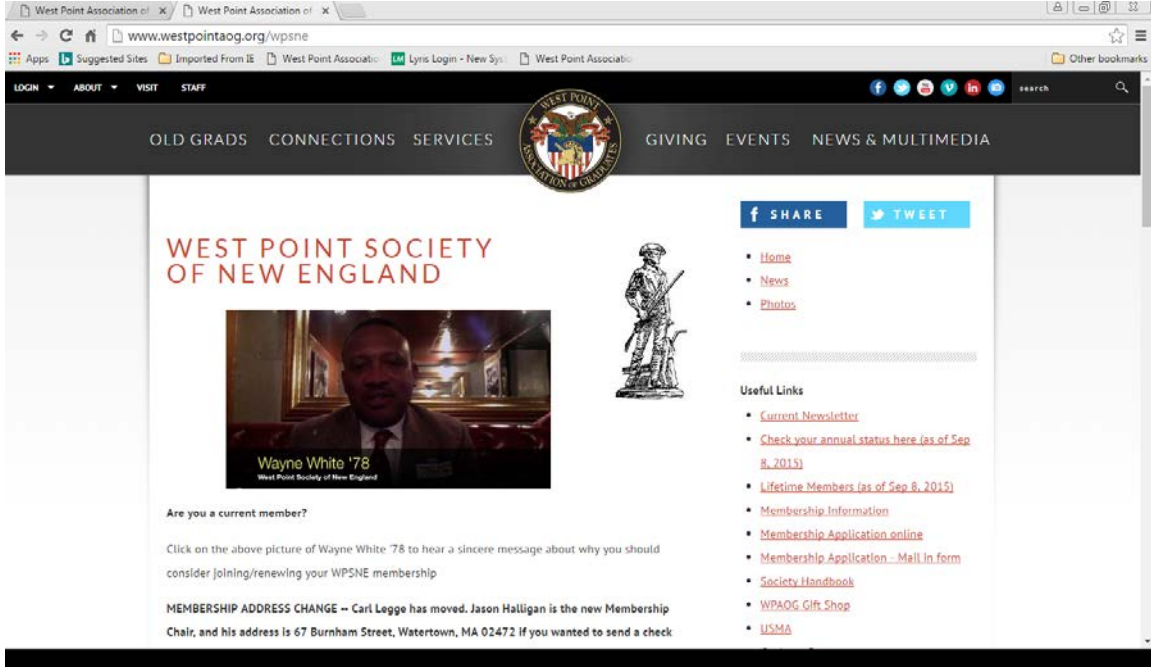 West Point Association of × West Point Association of ×
www.westpointaog.org/wpsne
Apps Suggested Sites Imported From IE West Point Associatio Lyris Login - New Sys West Point Associatio Other bookmarks
LOGIN ABOUT VISIT STAFF search
OLD GRADS CONNECTIONS SERVICES GIVING EVENTS NEWS & MULTIMEDIA
WEST POINT
ASSOCIATION OF GRADUATES
SHARE TWEET
WEST POINT SOCIETY
OF NEW ENGLAND
Wayne White '78
West Point Society of New England
Are you a current member?
Click on the above picture of Wayne White '78 to hear a sincere message about why you should
consider joining/renewing your WPSNE membership
MEMBERSHIP ADDRESS CHANGE -- Carl Legge has moved. Jason Halligan is the new Membership
Chair, and his address is 67 Burnham Street, Watertown, MA 02472 if you wanted to send a check
Home
News
Photos
Useful Links
Current Newsletter
Check your annual status here (as of Sep
8, 2015)
Lifetime Members (as of Sep 8, 2015)
Membership Information
Membership Application online
Membership Application - Mail in form
Society Handbook
WPAOG Gift Shop
USMA